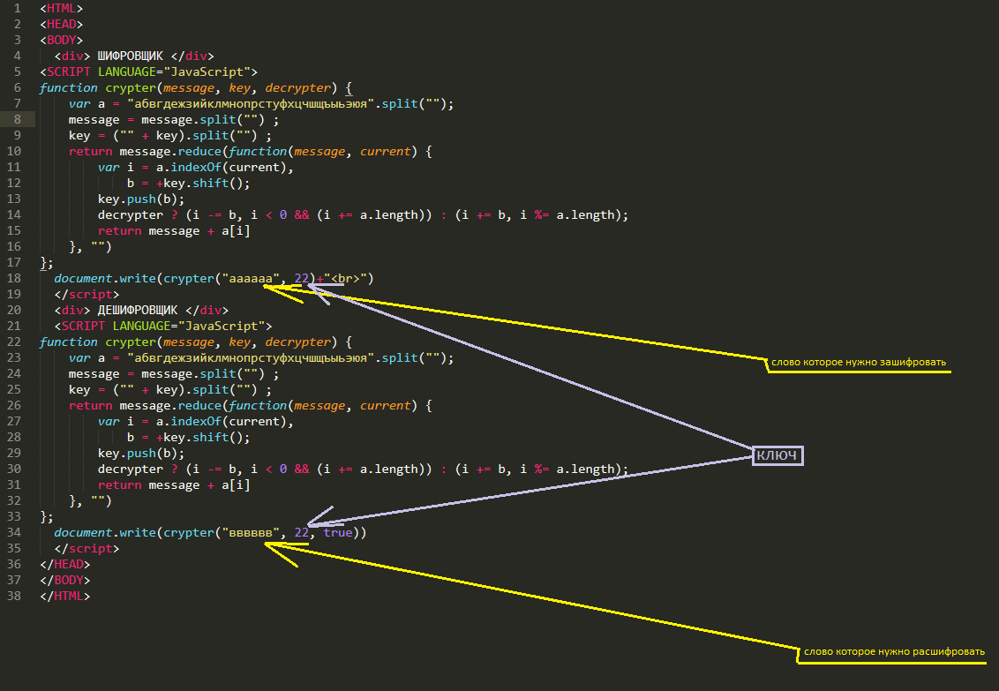 1 <HTML>
2 <HEAD>
3 <BODY>
4 <div> ШИФРОВЩИК </div>
5 <SCRIPT LANGUAGE="JavaScript">
6 function crypter(message, key, decrypter) {
7 var a = "абвгдежзийклмнопрстуфхцчшщъыьэюя".split("");
8 message = message.split("") ;
9 key = ("" + key).split("") ;
10 return message.reduce(function(message, current) {
11 var i = a.indexOf(current),
12 b = +key.shift();
13 key.push(b);
14 decrypter ? (i -= b, i < 0 && (i += a.length)) : (i += b, i %= a.length);
15 return message + a[i]
16 }, "")
17 };
18 document.write(crypter("аааааа", 22)+"<br>")
19 </script>
20 <div> ДЕШИФРОВЩИК </div>
21 <SCRIPT LANGUAGE="JavaScript">
22 function crypter(message, key, decrypter) {
23 var a = "абвгдежзийклмнопрстуфхцчшщъыьэюя".split("");
24 message = message.split("") ;
25 key = ("" + key).split("") ;
26 return message.reduce(function(message, current) {
27 var i = a.indexOf(current),
28 b = +key.shift();
29 key.push(b);
30 decrypter ? (i -= b, i < 0 && (i += a.length)) : (i += b, i %= a.length);
31 return message + a[i]
32 }, "")
33 };
34 document.write(crypter("вввввв", 22, true))
35 </script>
36 </HEAD>
37 </BODY>
38 </HTML>
слово которое нужно зашифровать
КЛЮЧ
слово которое нужно расшифровать